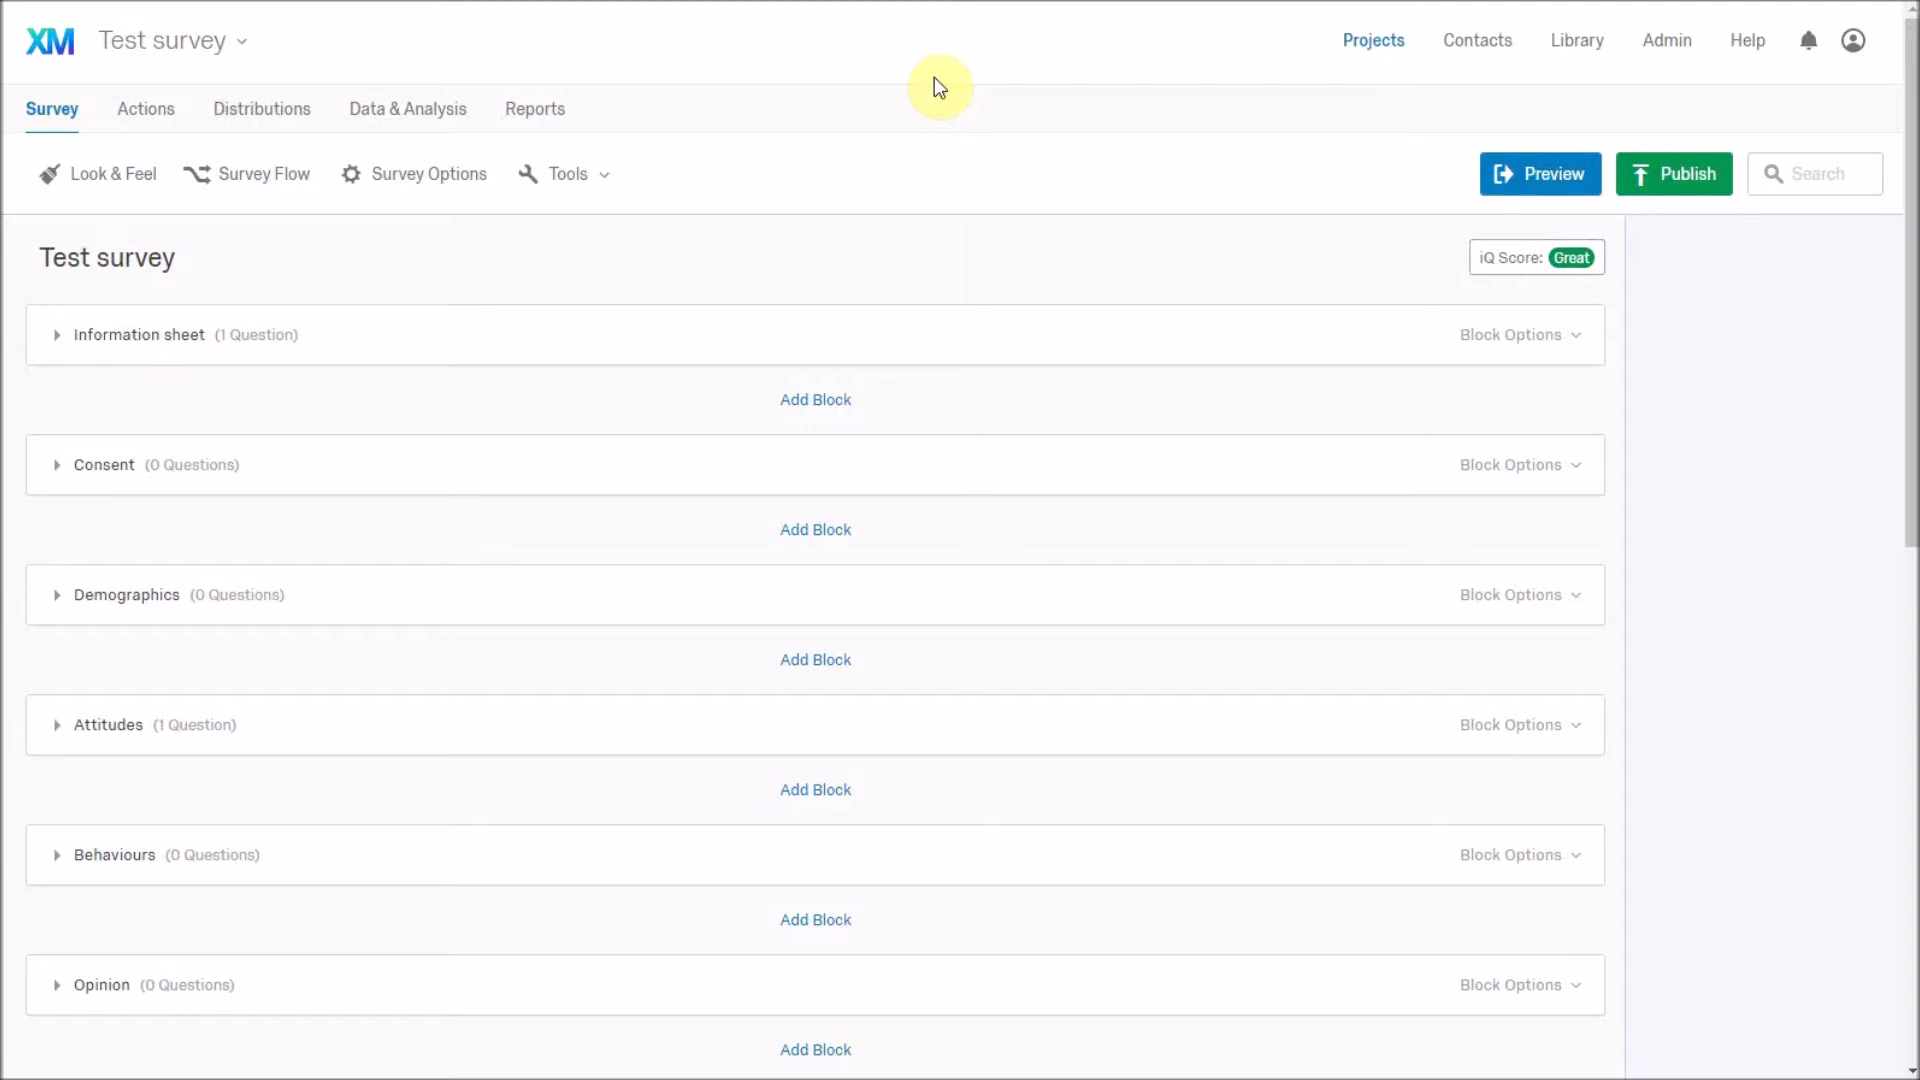 XM Test survey Projects Contacts Library Admin Help
Survey Actions Distributions Data & Analysis Reports
Look & Feel Survey Flow Survey Options Tools Preview Publish Search
Test survey iQ Score: Great
Information sheet (1 Question) Block Options
Add Block
Consent (0 Questions) Block Options
Add Block
Demographics (0 Questions) Block Options
Add Block
Attitudes (1 Question) Block Options
Add Block
Behaviours (0 Questions) Block Options
Add Block
Opinion (0 Questions) Block Options
Add Block